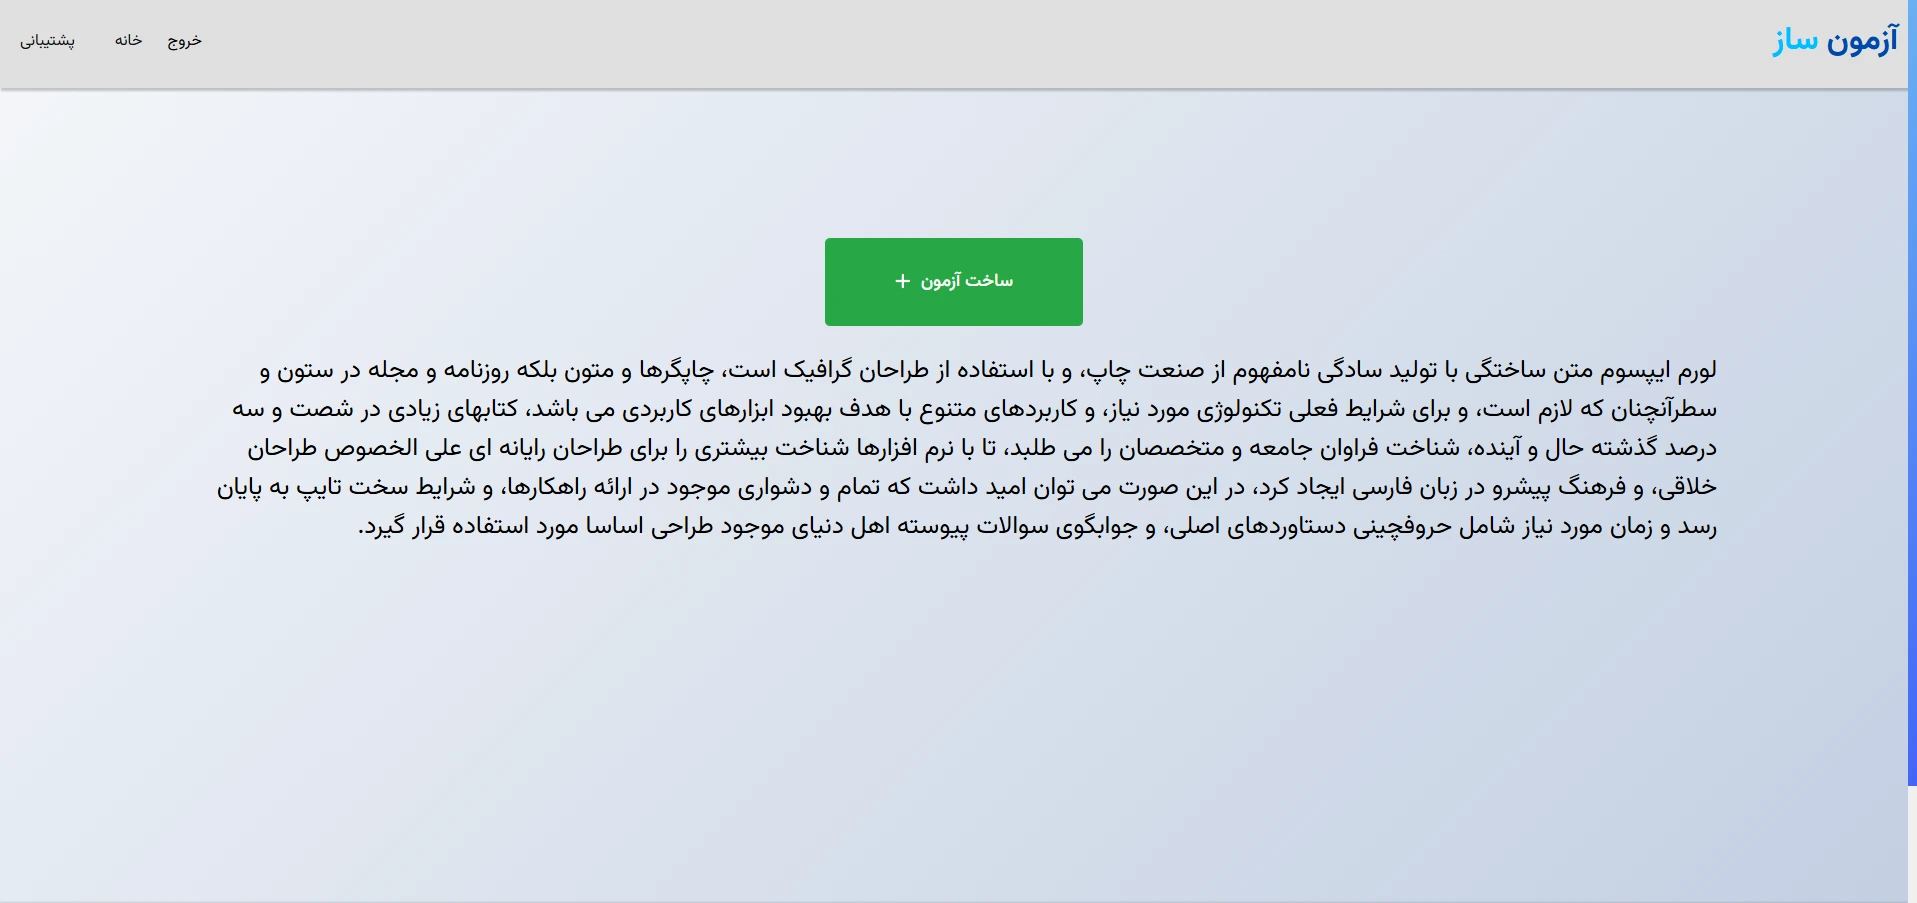 آزمون ساز
خروج
خانه
پشتیبانی
ساخت آزمون +
لورم ایپسوم متن ساختگی با تولید سادگی نامفهوم از صنعت چاپ، و با استفاده از طراحان گرافیک است، چاپگرها و متون بلکه روزنامه و مجله در ستون و
سطرآنچنان که لازم است، و برای شرایط فعلی تکنولوژی مورد نیاز، و کاربردهای متنوع با هدف بهبود ابزارهای کاربردی می باشد، کتابهای زیادی در شصت و سه
درصد گذشته حال و آینده، شناخت فراوان جامعه و متخصصان را می طلبد، تا با نرم افزارها شناخت بیشتری را برای طراحان رایانه ای علی الخصوص طراحان
خلاقی، و فرهنگ پیشرو در زبان فارسی ایجاد کرد، در این صورت می توان امید داشت که تمام و دشواری موجود در ارائه راهکارها، و شرایط سخت تایپ به پایان
رسد و زمان مورد نیاز شامل حروفچینی دستاوردهای اصلی، و جوابگوی سوالات پیوسته اهل دنیای موجود طراحی اساسا مورد استفاده قرار گیرد.